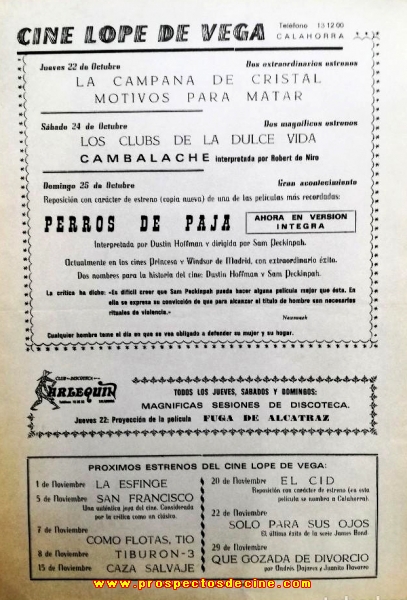 CINE LOPE DE VEGA
Teléfono 13 12 00
CALAHORRA
Jueves 22 de Octubre Dos extraordinarios estrenos
LA CAMPANA DE CRISTAL
MOTIVOS PARA MATAR
Sábado 24 de Octubre Dos magníficos estrenos
LOS CLUBS DE LA DULCE VIDA
CAMBALACHE interpretada por Robert de Niro
Domingo 25 de Octubre Gran acontecimiento
Reposición con carácter de estreno (copia nueva) de una de las películas más recordadas:
PERROS DE PAJA
AHORA EN VERSION
INTEGRA
Interpretada por Dustin Hoffman y dirigida por Sam Peckinpah.
Actualmente en los cines Princesa y Windsor de Madrid, con extraordinario éxito.
Dos nombres para la historia del cine: Dustin Hoffman y Sam Peckinpah.
La crítica ha dicho: «Es difícil creer que Sam Peckinpah pueda hacer alguna película mejor que ésta. En
ella se expresa su convicción de que para alcanzar el título de hombre son necesarios
rituales de violencia.»
Newsweek
Cualquier hombre teme el día en que se vea obligado a defender su mujer y su hogar.
CLUB-DISCOTECA
ARLEQUIN
TODOS LOS JUEVES, SABADOS Y DOMINGOS:
MAGNIFICAS SESIONES DE DISCOTECA.
Jueves 22: Proyección de la película FUGA DE ALCATRAZ
PROXIMOS ESTRENOS DEL CINE LOPE DE VEGA:
1 de Noviembre LA ESFINGE
5 de Noviembre SAN FRANCISCO
Una auténtica joya del cine. Considerada
por la crítica como un clásico.
7 de Noviembre
COMO FLOTAS, TIO
8 de Noviembre TIBURON-3
15 de Noviembre CAZA SALVAJE
20 de Noviembre EL CID
Reposición con carácter de estreno (es esta
película se nombra a Calahorra).
22 de Noviembre
SOLO PARA SUS OJOS
El último éxito de la serie James Bond.
29 de Noviembre
QUE GOZADA DE DIVORCIO
por Andrés Pajares y Juanito Navarro
www.prospectosdecine.com